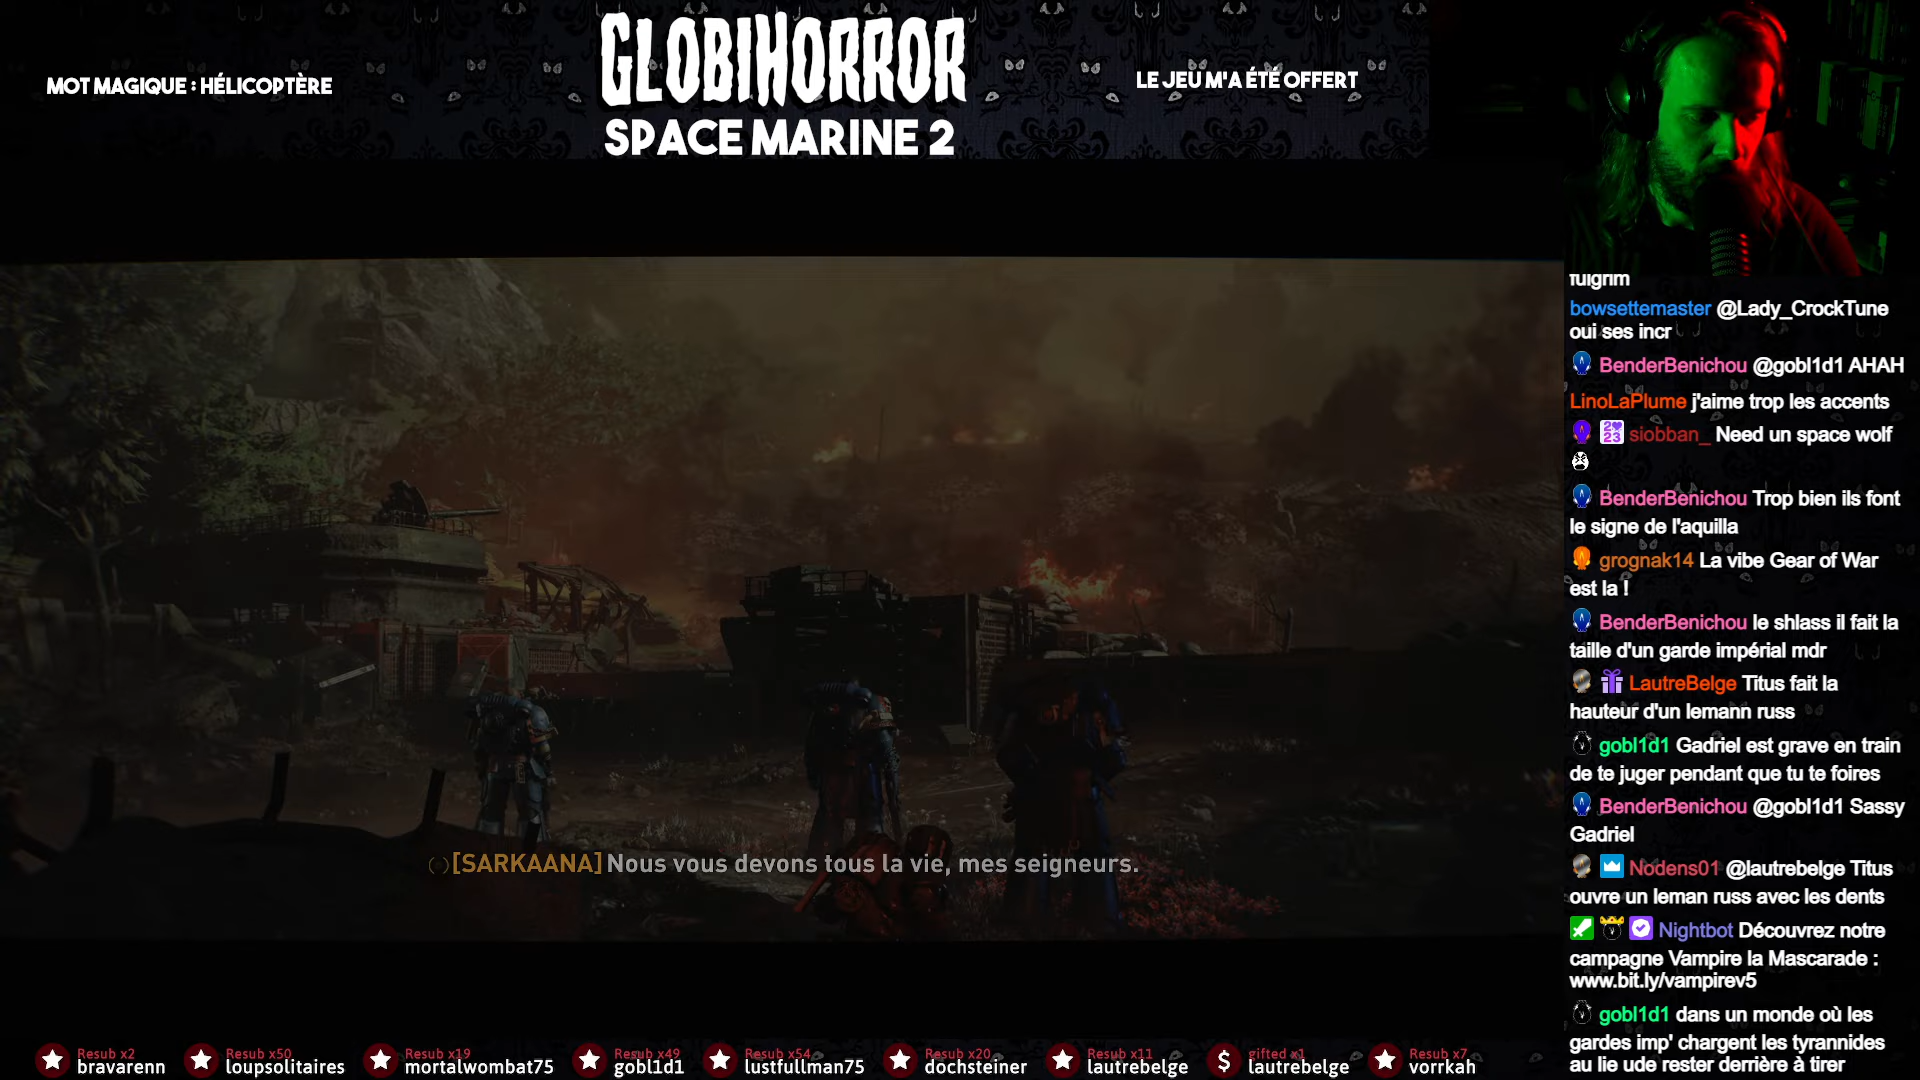 MOT MAGIQUE : HÉLICOPTÈRE
GLOBIHORROR
SPACE MARINE 2
LE JEU M'A ÉTÉ OFFERT
fulgrim
bowsettemaster @Lady_CrockTune
oui ses incr
BenderBenichou @gobl1d1 AHAH
LinoLaPlume j'aime trop les accents
siobban_ Need un space wolf
BenderBenichou Trop bien ils font
le signe de l'aquilla
grognak14 La vibe Gear of War
est la !
BenderBenichou le shlass il fait la
taille d'un garde impérial mdr
LautreBelge Titus fait la
hauteur d'un lemann russ
gobl1d1 Gadriel est grave en train
de te juger pendant que tu te foires
BenderBenichou @gobl1d1 Sassy
Gadriel
Nodens01 @lautrebelge Titus
ouvre un leman russ avec les dents
Nightbot Découvrez notre
campagne Vampire la Mascarade :
www.bit.ly/vampirev5
gobl1d1 dans un monde où les
gardes imp' chargent les tyrannides
au lie ude rester derrière à tirer
[SARKAANA] Nous vous devons tous la vie, mes seigneurs.
Resub x2
bravarenn
Resub x50
loupsolitaires
Resub x19
mortalwombat75
Resub x49
gobl1d1
Resub x54
lustfullman75
Resub x20
dochsteiner
Resub x11
lautrebelge
gifted x1
lautrebelge
Resub x7
vorrkah